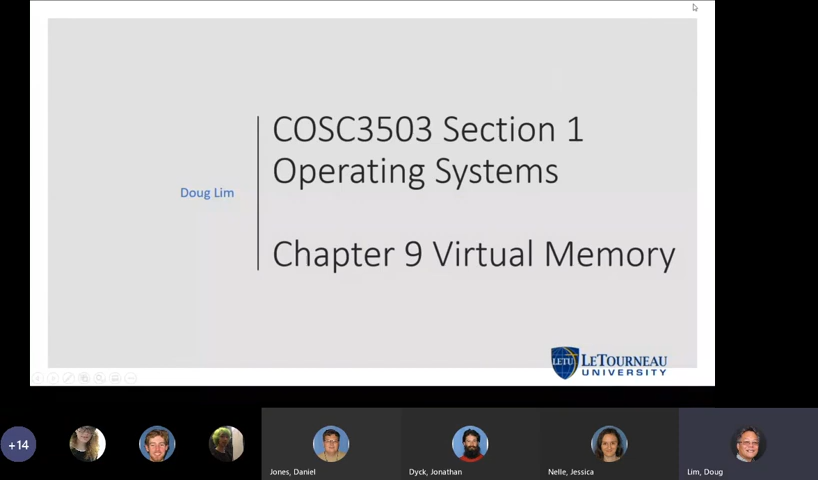 COSC3503 Section 1
Operating Systems
Doug Lim
Chapter 9 Virtual Memory
LETU
LETOURNEAU
UNIVERSITY
+14
Jones, Daniel
Dyck, Jonathan
Nelle, Jessica
Lim, Doug